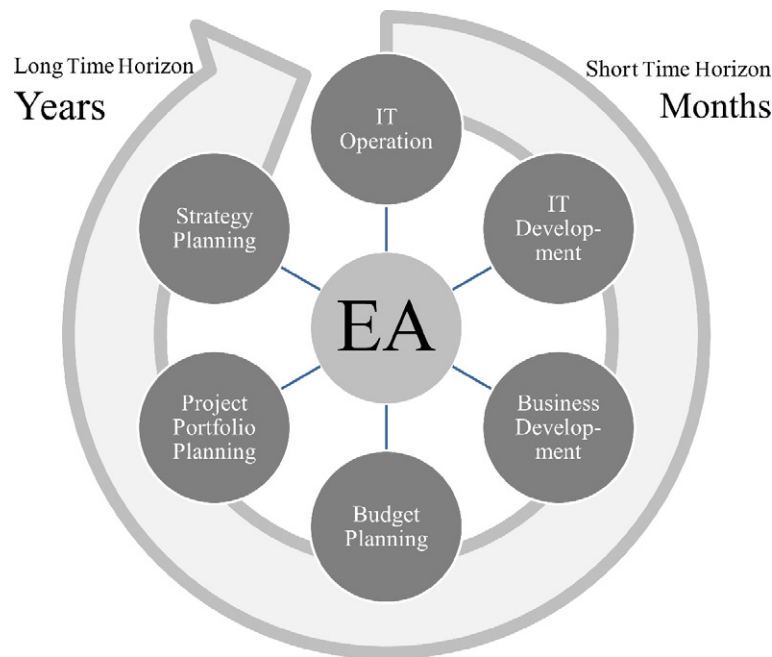 Long Time Horizon
Years
Short Time Horizon
Months
IT
Operation
IT
Develop-
ment
Business
Develop-
ment
Budget
Planning
Project
Portfolio
Planning
Strategy
Planning
EA